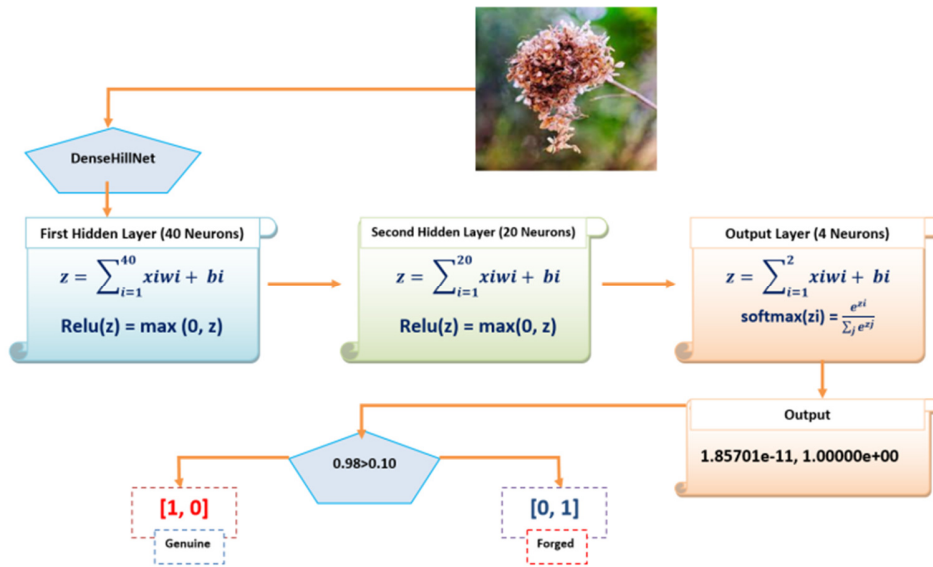 DenseHillNet
First Hidden Layer (40 Neurons)
z = ∑_{i=1}^{40} xiwi + bi
Relu(z) = max (0, z)
Second Hidden Layer (20 Neurons)
z = ∑_{i=1}^{20} xiwi + bi
Relu(z) = max(0, z)
Output Layer (4 Neurons)
z = ∑_{i=1}^{2} xiwi + bi
softmax(zi) = e^{zi} / ∑_j e^{zj}
Output
1.85701e-11, 1.00000e+00
0.98>0.10
[1, 0]
Genuine
[0, 1]
Forged